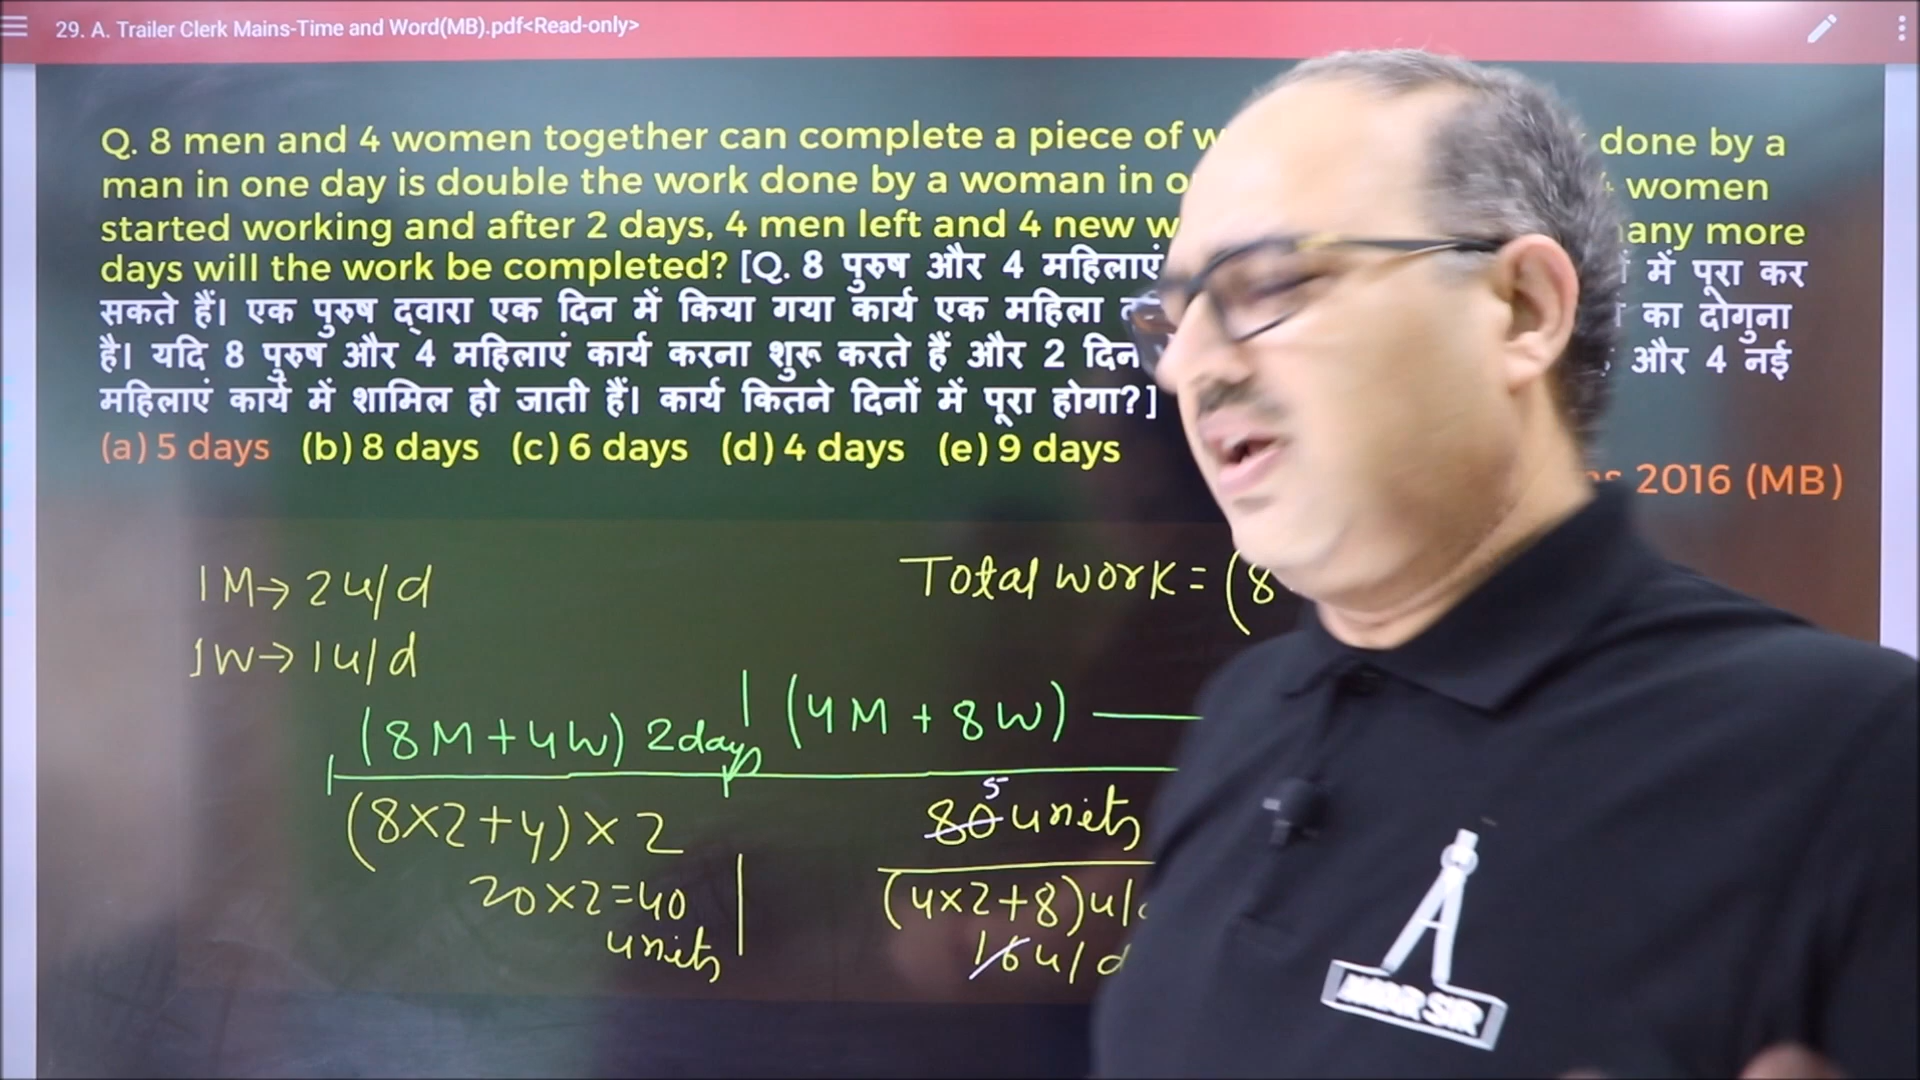 29. A. Trailer Clerk Mains-Time and Word(MB).pdf<Read-only>
Q. 8 men and 4 women together can complete a piece of done by a
man in one day is double the work done by a woman in women
started working and after 2 days, 4 men left and 4 new many more
days will the work be completed? [Q. 8 पुरुष और 4 महिलाएं में पूरा कर
सकते हैं। एक पुरुष द्वारा एक दिन में किया गया कार्य एक महिला का दोगुना
है। यदि 8 पुरुष और 4 महिलाएं कार्य करना शुरू करते हैं और 2 दिन और 4 नई
महिलाएं कार्य में शामिल हो जाती हैं। कार्य कितने दिनों में पूरा होगा?]
(a) 5 days (b) 8 days (c) 6 days (d) 4 days (e) 9 days
2016 (MB)
1M→2u/d
Total work = (8
1W→1u/d
(8M+4W) 2days (4M+8W)
(8×2+4)×2
80 units
5
20×2=40
units
(4×2+8)u/
16u/d
AMAR SIR